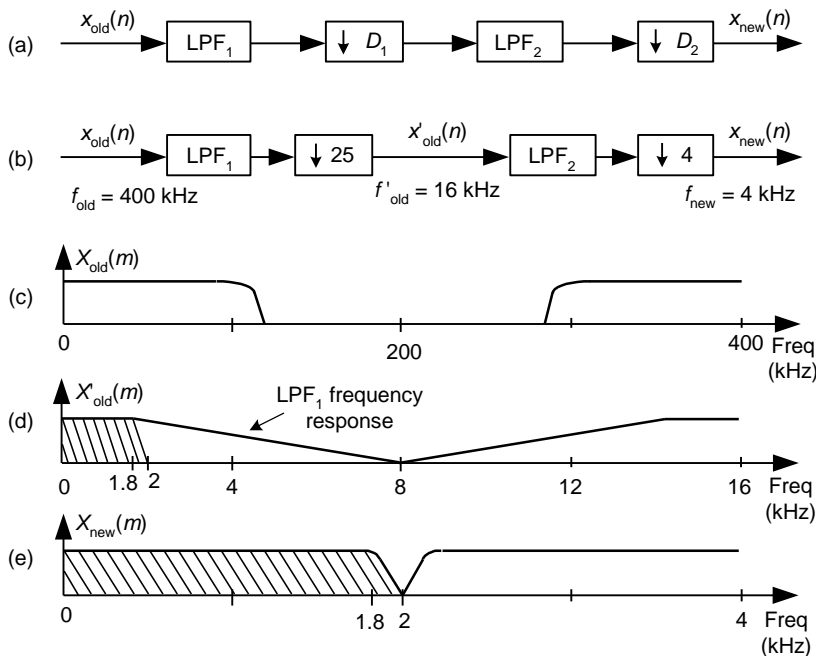 (a) x_old(n) LPF₁ ↓ D₁ LPF₂ ↓ D₂ x_new(n)
(b) x_old(n) LPF₁ ↓ 25 x'_old(n) LPF₂ ↓ 4 x_new(n)
f_old = 400 kHz f'_old = 16 kHz f_new = 4 kHz
(c) X_old(m)
0 200 400 Freq
(kHz)
(d) X'_old(m) LPF₁ frequency
response
0 1.8 2 4 8 12 16 Freq
(kHz)
(e) X_new(m)
0 1.8 2 4 Freq
(kHz)